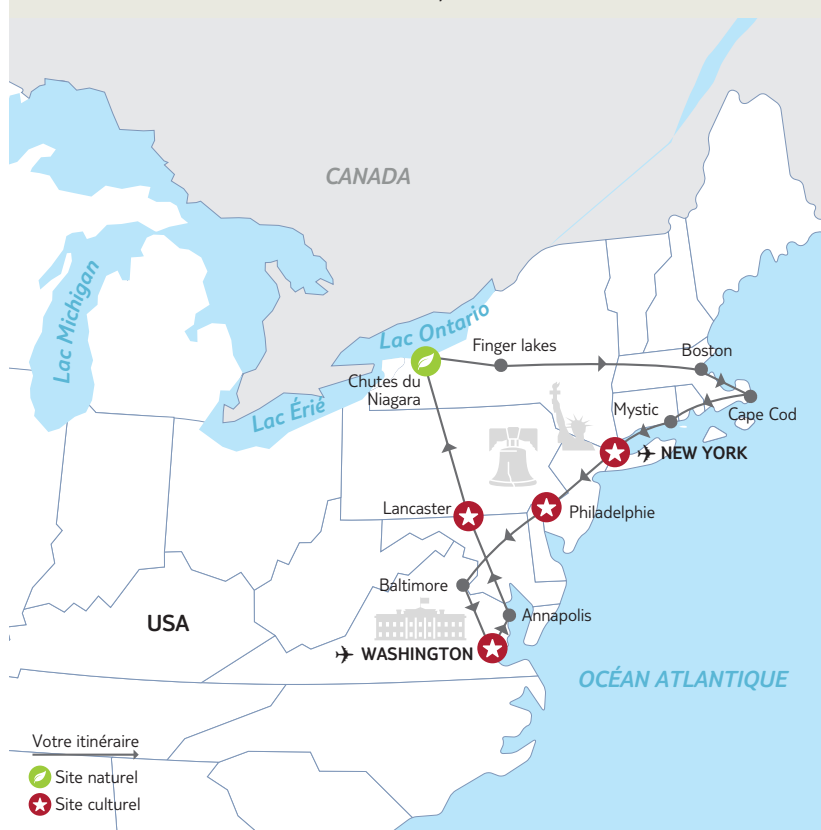 CANADA
Lac Michigan
Lac Ontario
Lac Érié
Finger lakes
Boston
Chutes du
Niagara
Mystic
Cape Cod
NEW YORK
Lancaster
Philadelphie
Baltimore
Annapolis
USA
WASHINGTON
OCÉAN ATLANTIQUE
Votre itinéraire
Site naturel
Site culturel